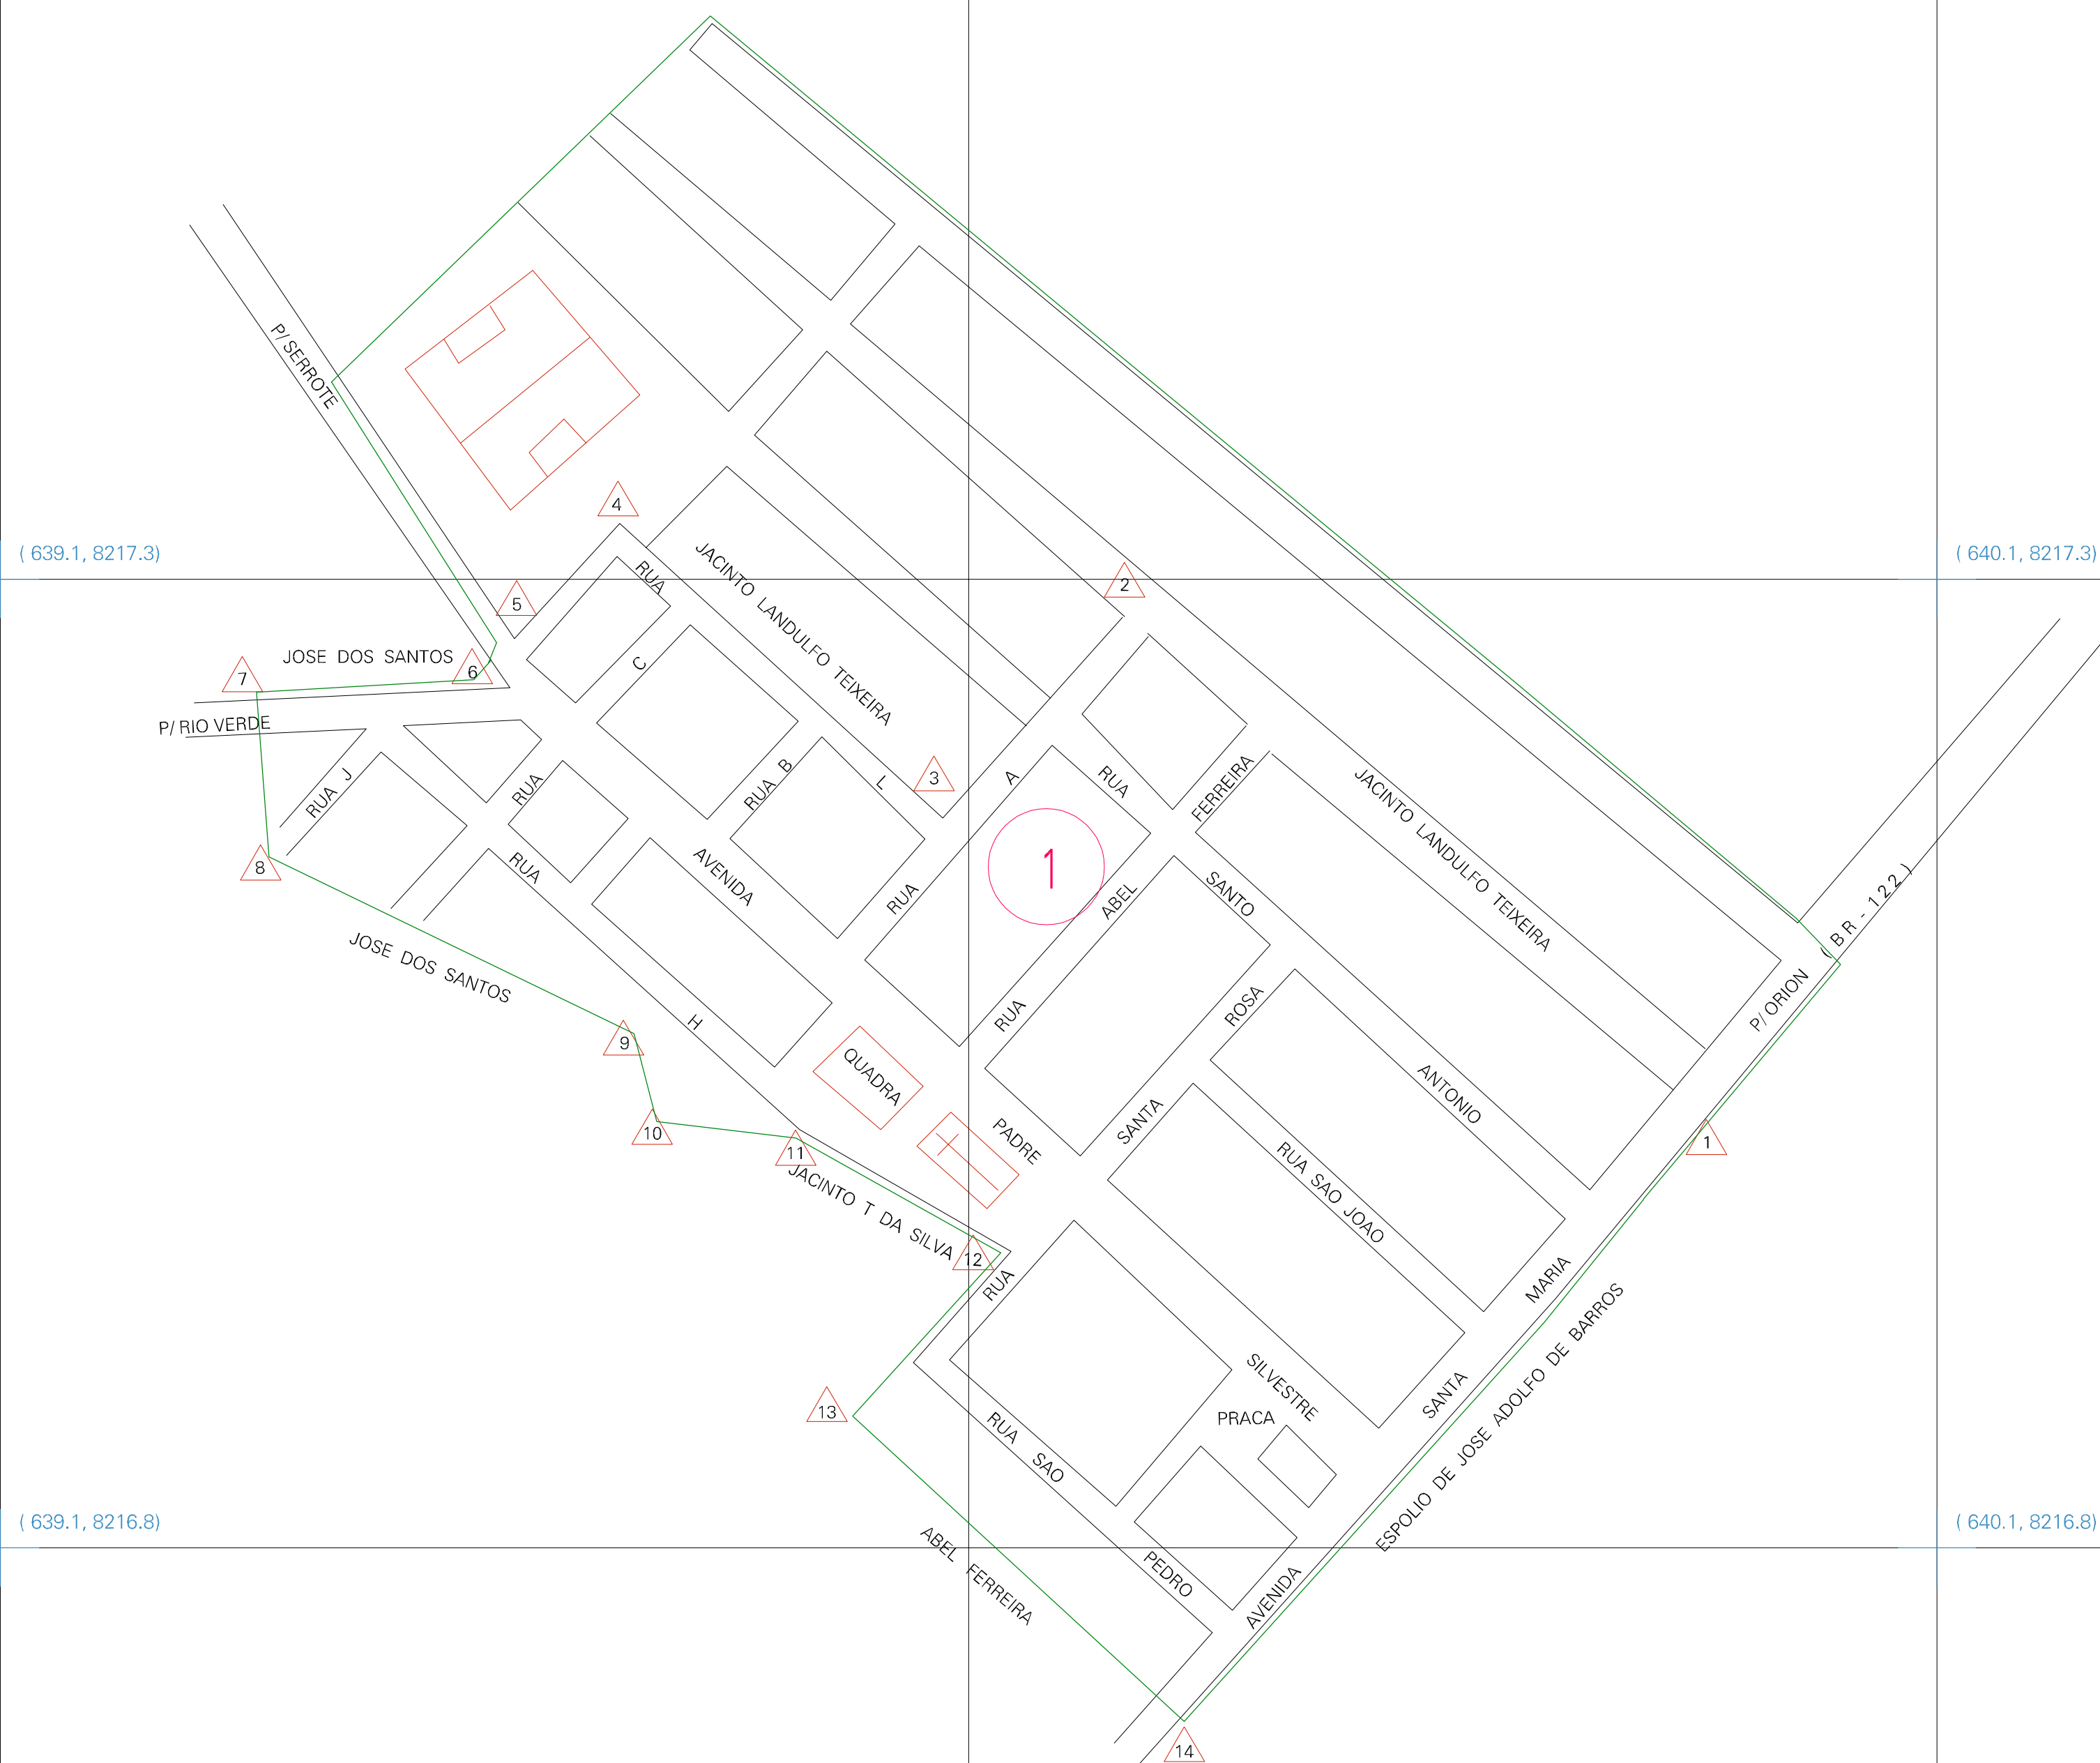 P/ SERROTE
4
( 639.1, 8217.3)
( 640.1, 8217.3)
RUA
JACINTO LANDULFO TEIXEIRA
2
5
JOSE DOS SANTOS
6
7
C
P/ RIO VERDE
RUA J
RUA
RUA B
L
3
A
RUA
FERREIRA
JACINTO LANDULFO TEIXEIRA
8
RUA
AVENIDA
RUA
1
ABEL
SANTO
( BR - 122 )
JOSE DOS SANTOS
H
9
QUADRA
RUA
ROSA
P/ ORION
ANTONIO
10
11
PADRE
SANTA
RUA SAO JOAO
1
JACINTO T DA SILVA
12
RUA
MARIA
13
RUA SAO
SILVESTRE
PRACA
SANTA
ESPOLIO DE JOSE ADOLFO DE BARROS
( 639.1, 8216.8)
( 640.1, 8216.8)
ABEL FERREIRA
PEDRO
AVENIDA
14